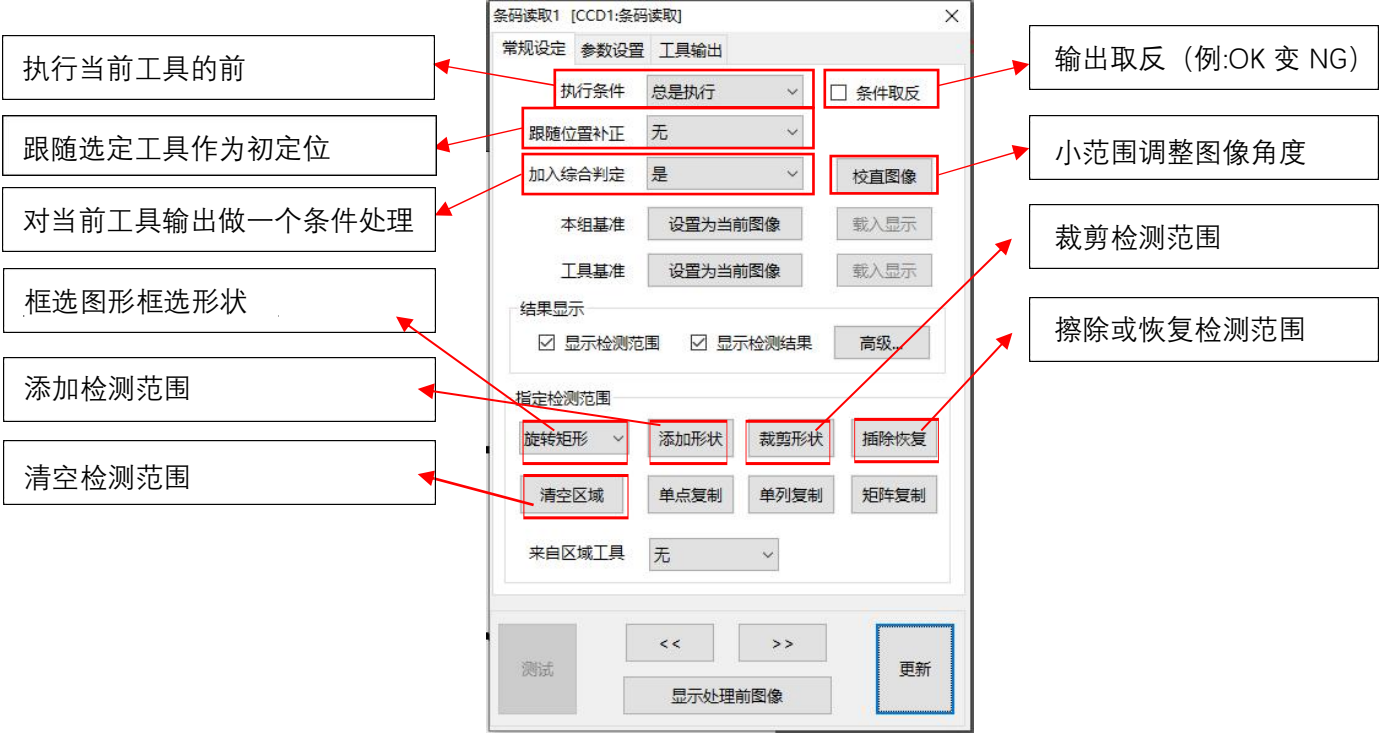 条码读取1 [CCD1:条码读取]
常规设定 参数设置 工具输出
执行当前工具的前
跟随选定工具作为初定位
对当前工具输出做一个条件处理
框选图形框选形状
添加检测范围
清空检测范围
执行条件 总是执行 条件取反
跟随位置补正 无
加入综合判定 是 校直图像
本组基准 设置为当前图像 载入显示
工具基准 设置为当前图像 载入显示
结果显示
显示检测范围 显示检测结果 高级...
指定检测范围
旋转矩形 添加形状 裁剪形状 插除恢复
清空区域 单点复制 单列复制 矩阵复制
来自区域工具 无
测试 << >> 更新
显示处理前图像
输出取反（例:OK 变 NG）
小范围调整图像角度
裁剪检测范围
擦除或恢复检测范围